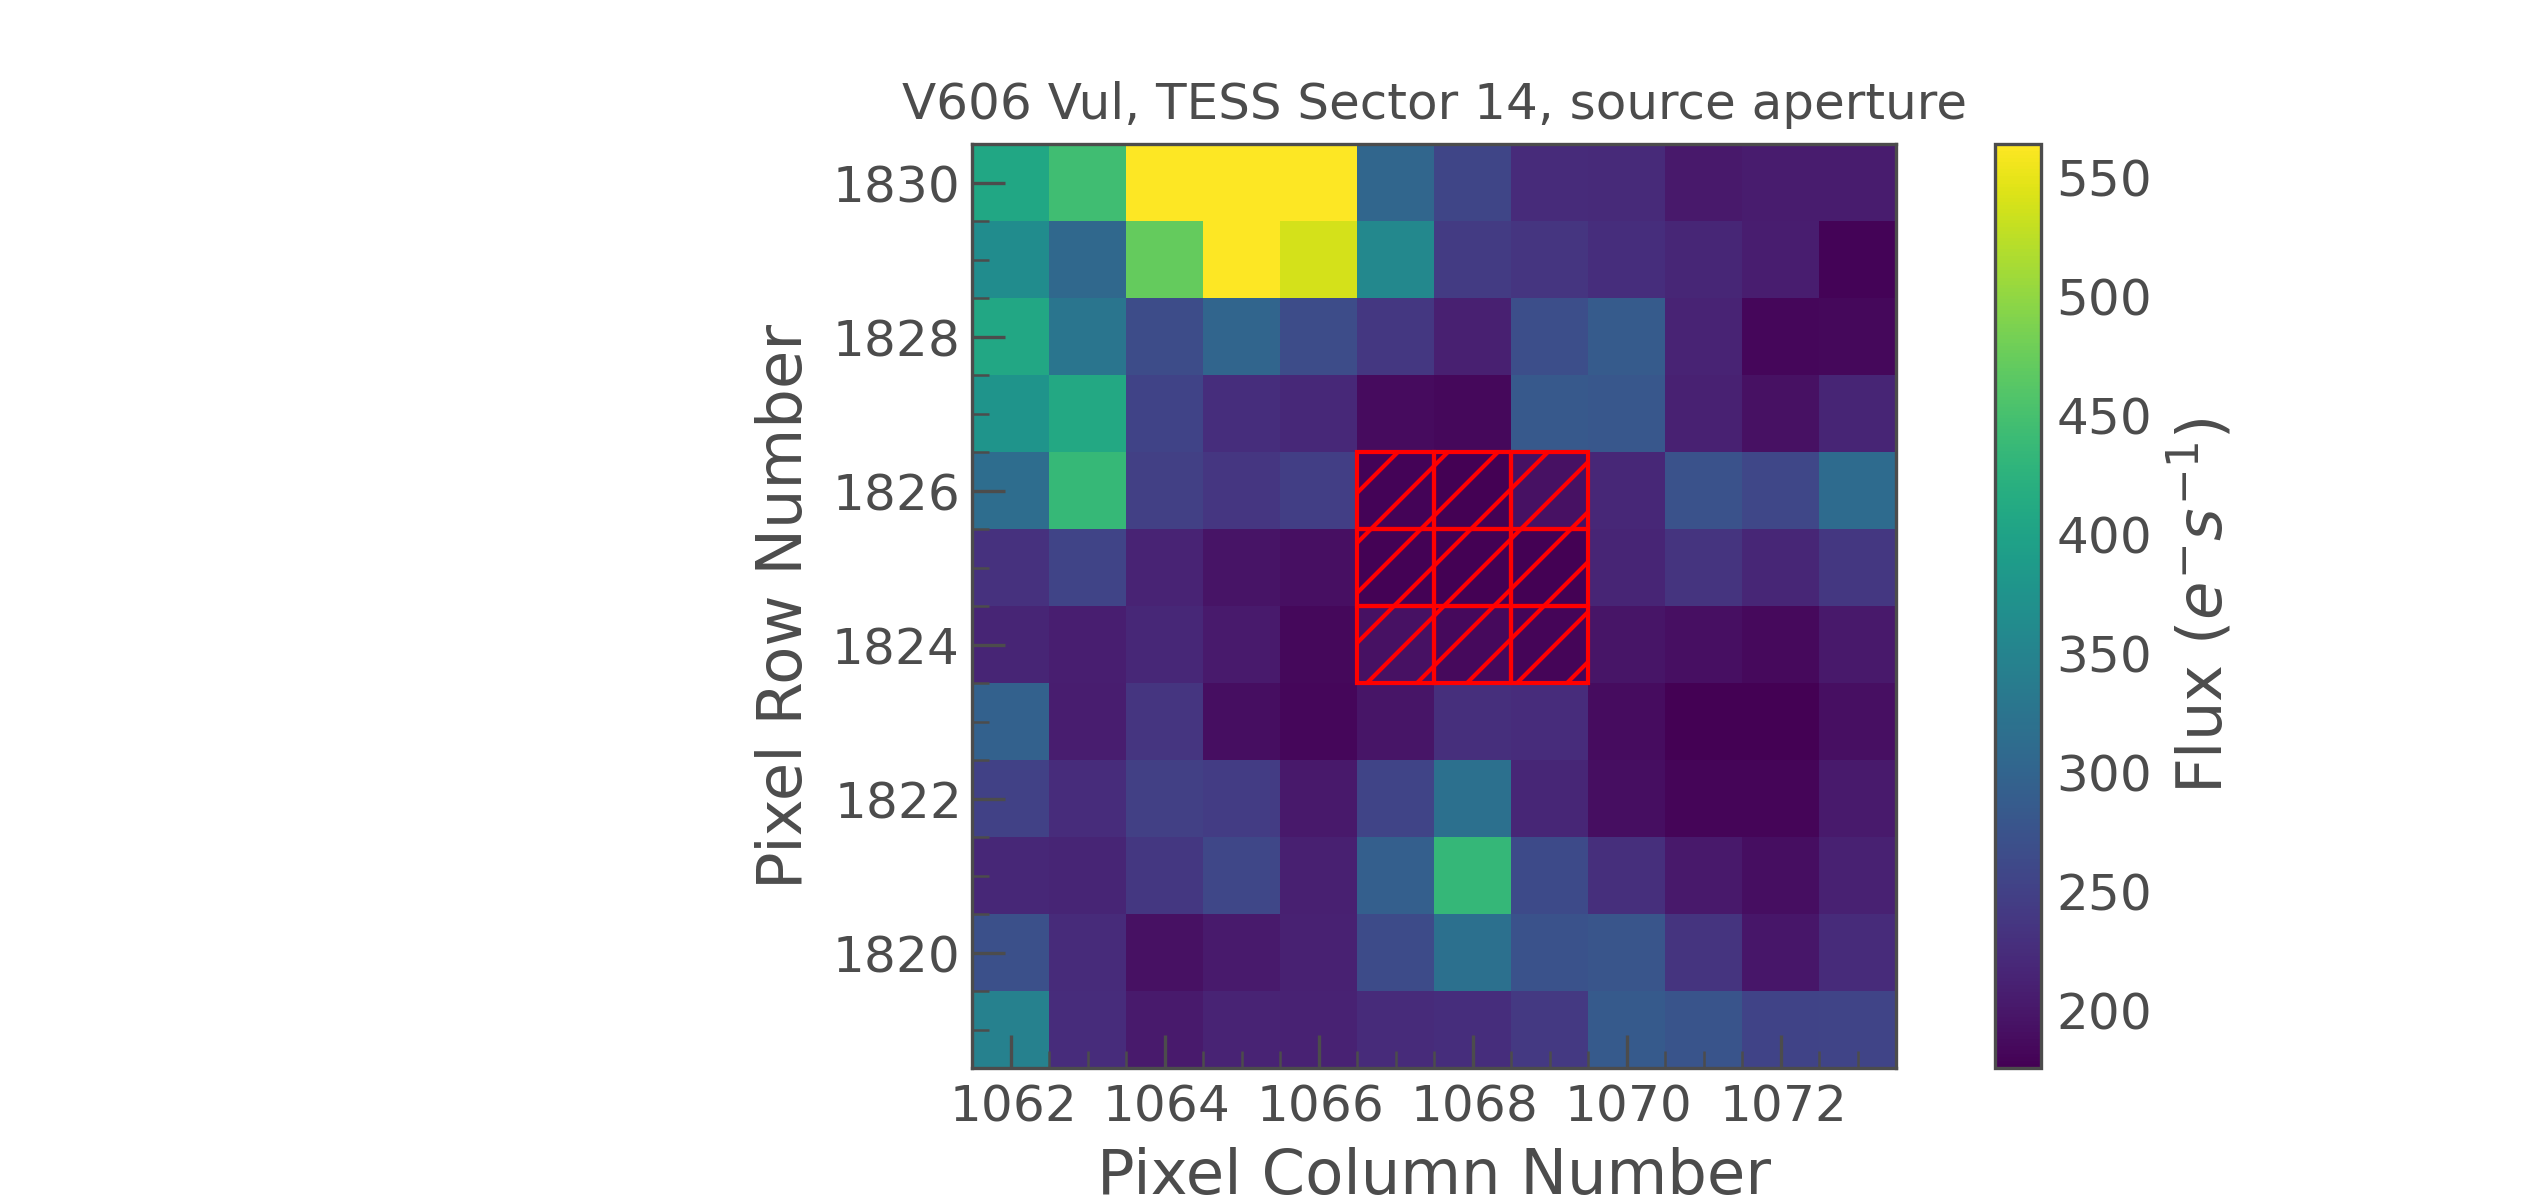 V606 Vul, TESS Sector 14, source aperture
Pixel Row Number
1830
1828
1826
1824
1822
1820
1062 1064 1066 1068 1070 1072
Pixel Column Number
550
500
450
400
350
300
250
200
Flux (e⁻s⁻¹)